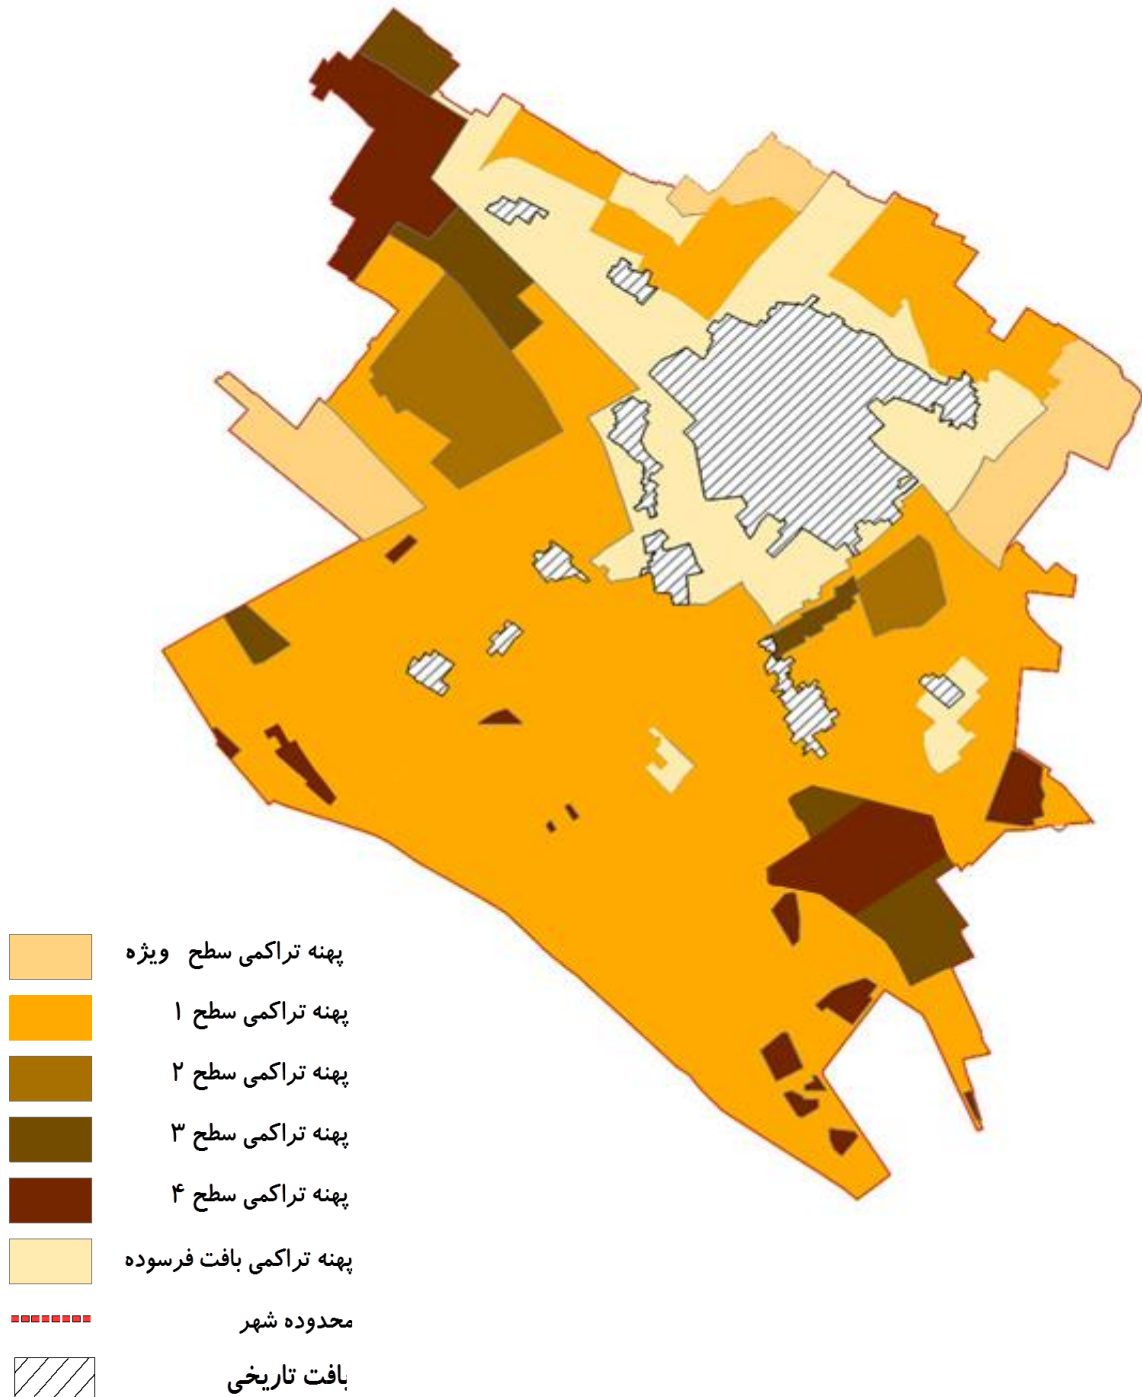 پهنه تراکمی سطح ویژه
پهنه تراکمی سطح ۱
پهنه تراکمی سطح ۲
پهنه تراکمی سطح ۳
پهنه تراکمی سطح ۴
پهنه تراکمی بافت فرسوده
محدوده شهر
بافت تاریخی